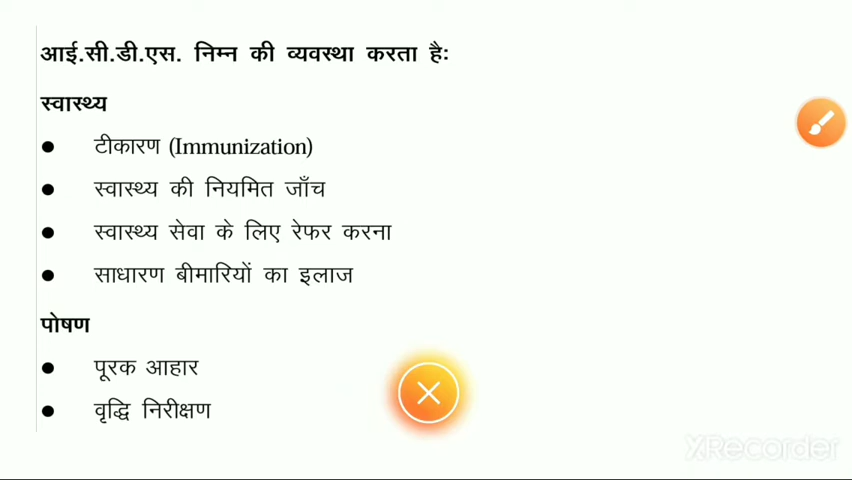 आई.सी.डी.एस. निम्न की व्यवस्था करता हैः
स्वास्थ्य
● टीकारण (Immunization)
● स्वास्थ्य की नियमित जाँच
● स्वास्थ्य सेवा के लिए रेफर करना
● साधारण बीमारियों का इलाज
पोषण
● पूरक आहार
● वृद्धि निरीक्षण
XRecorder